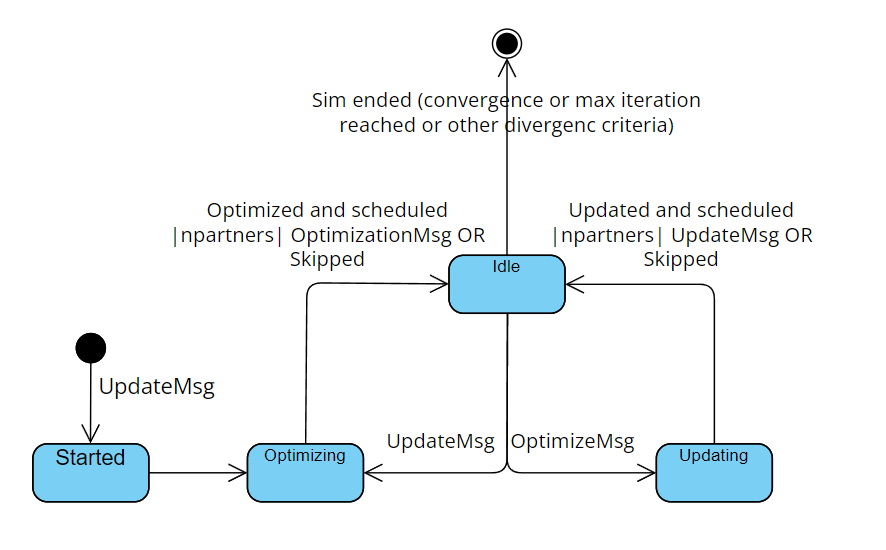 Sim ended (convergence or max iteration
reached or other divergenc criteria)
Optimized and scheduled
|npartners| OptimizationMsg OR
Skipped
Updated and scheduled
|npartners| UpdateMsg OR
Skipped
Idle
UpdateMsg
Started
Optimizing
UpdateMsg
OptimizeMsg
Updating